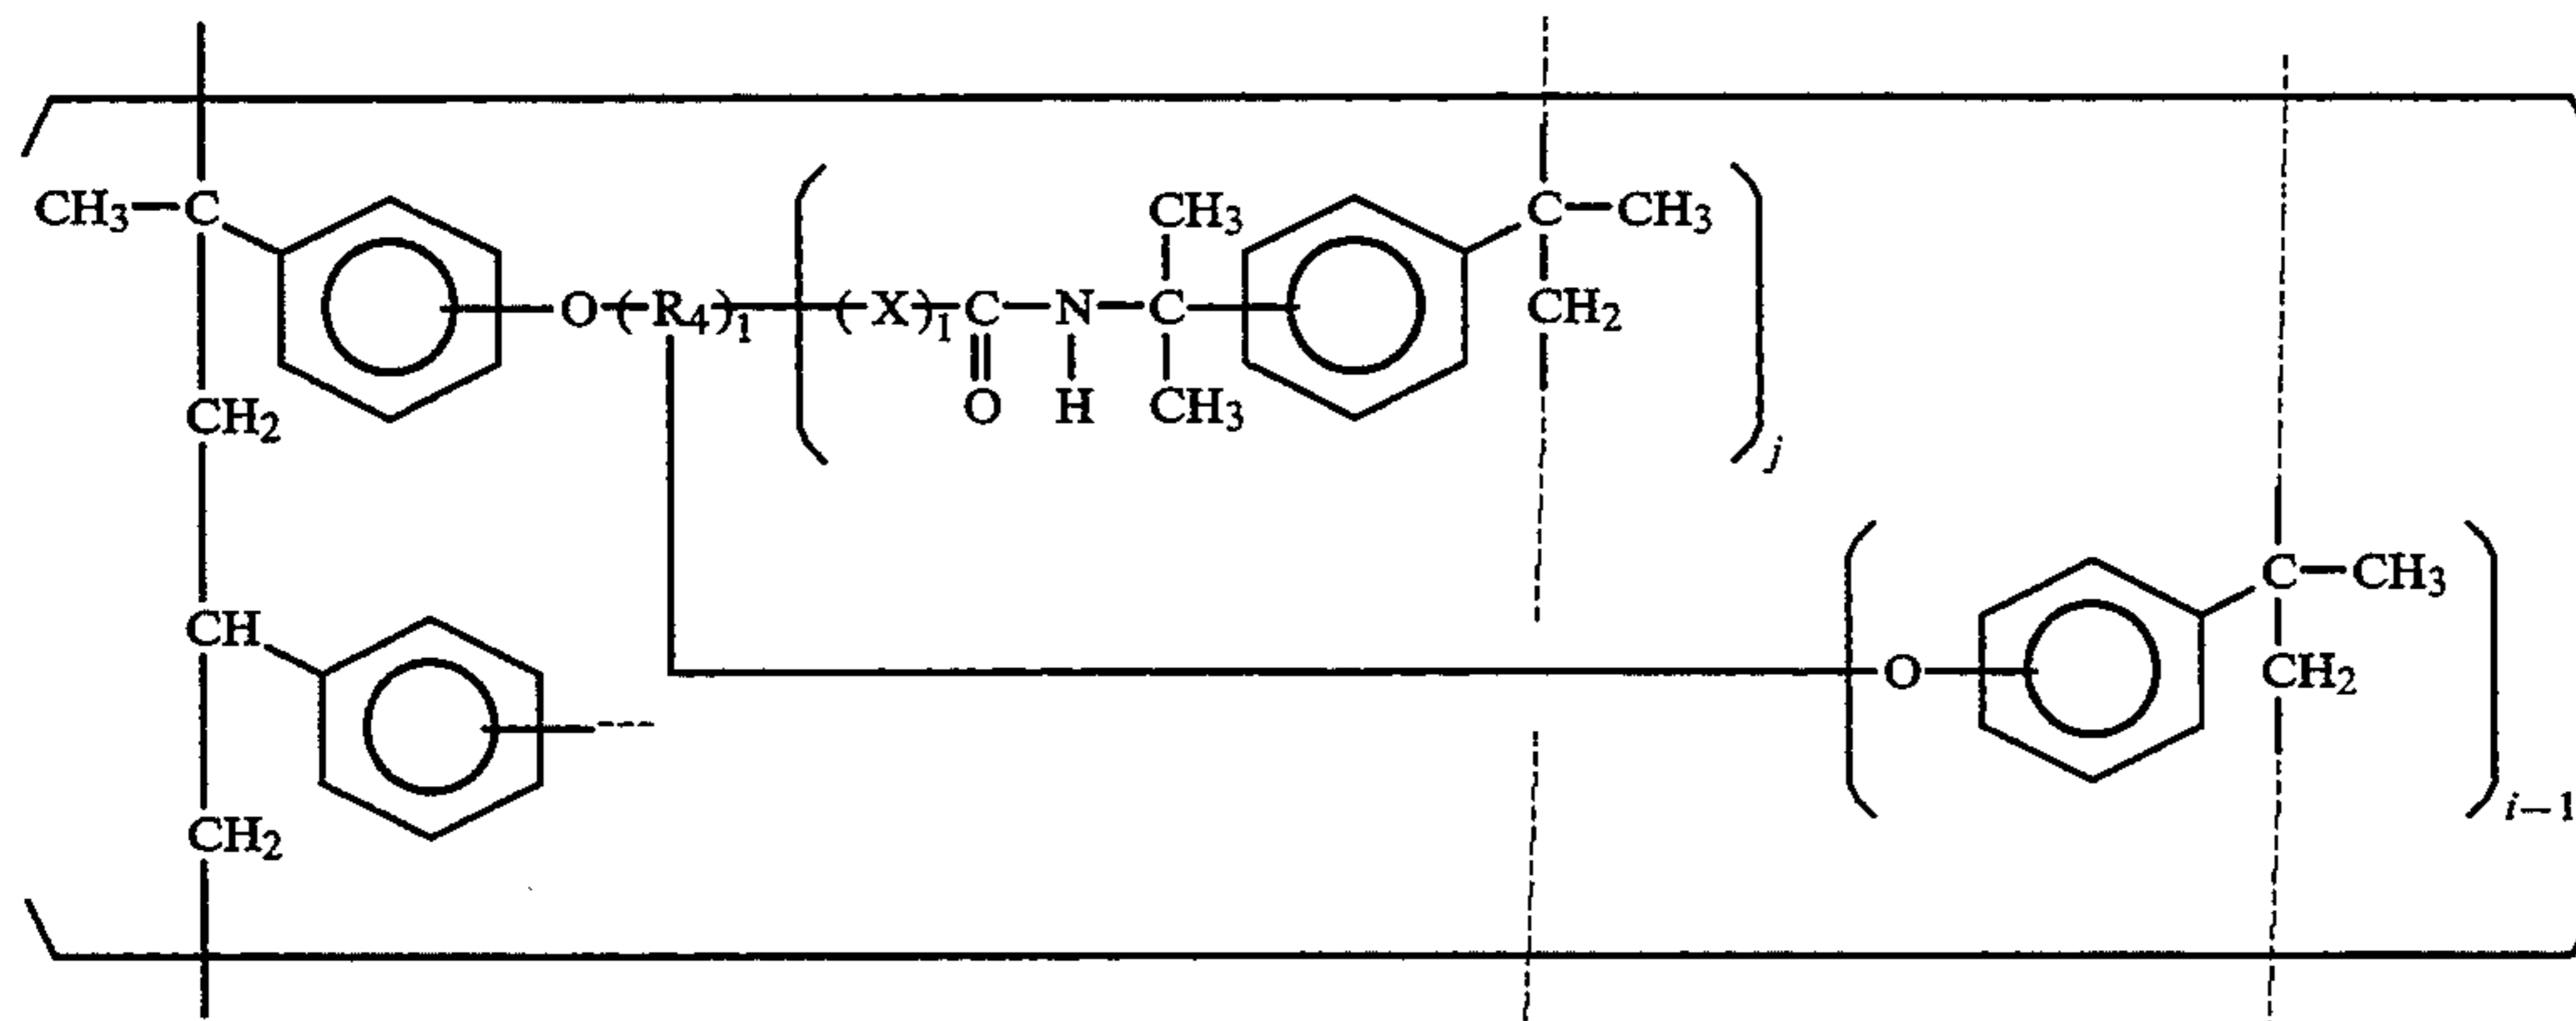 CH3 C O (R4)1 (X)1 C N C CH3 C CH3
O H CH3 CH2 j
CH2
CH O C CH3
CH2
CH2 i−1